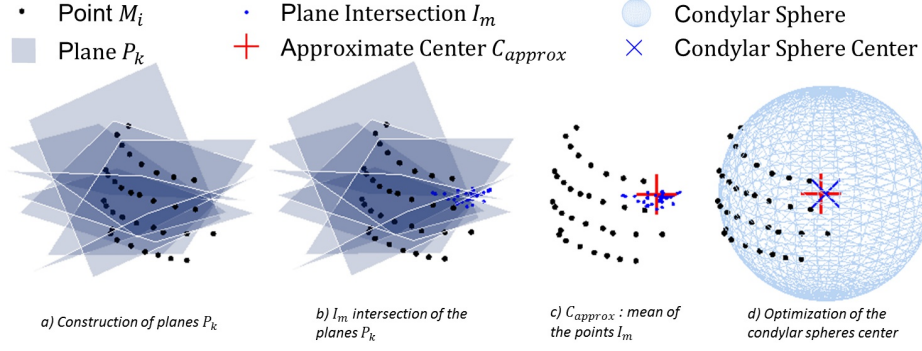 Point M_i
Plane Intersection I_m
Condylar Sphere
Plane P_k
Approximate Center C_approx
Condylar Sphere Center
a) Construction of planes P_k
b) I_m intersection of the
planes P_k
c) C_approx : mean of
the points I_m
d) Optimization of the
condylar spheres center